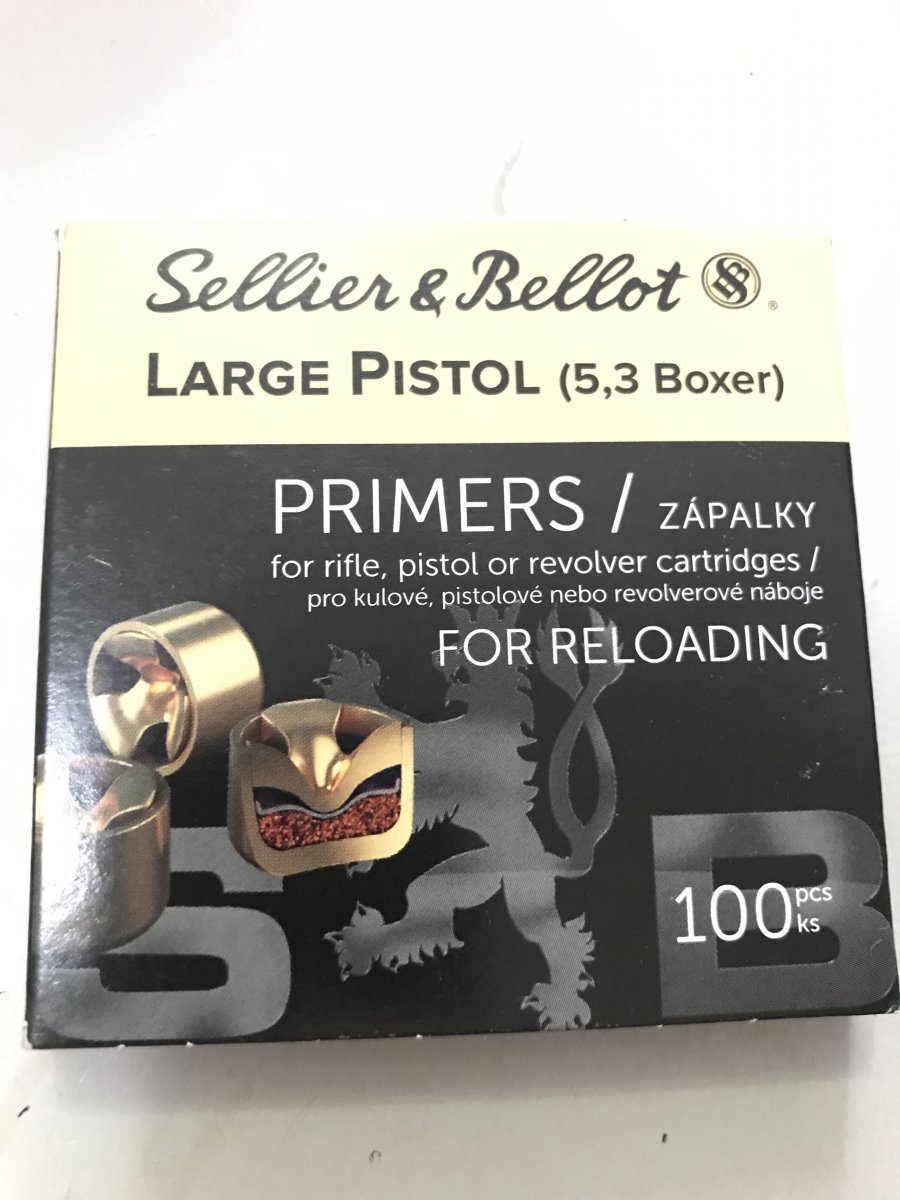 Sellier & Bellot SB ®
LARGE PISTOL (5,3 Boxer)
PRIMERS / ZÁPALKY
for rifle, pistol or revolver cartridges /
pro kulové, pistolové nebo revolverové náboje
FOR RELOADING
100 pcs
ks
S B